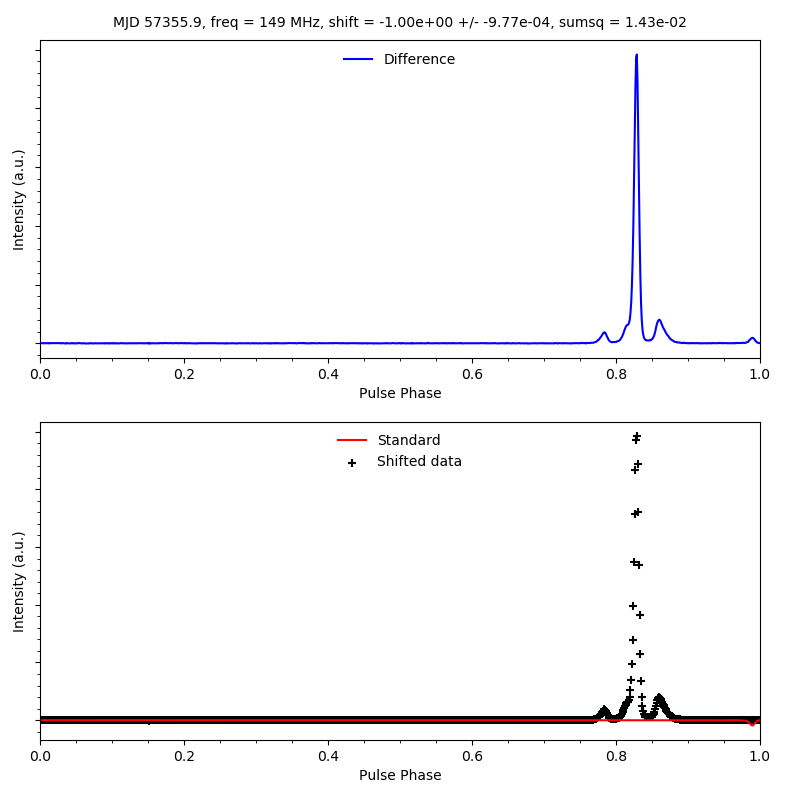 MJD 57355.9, freq = 149 MHz, shift = -1.00e+00 +/- -9.77e-04, sumsq = 1.43e-02
Difference
Intensity (a.u.)
0.0 0.2 0.4 0.6 0.8 1.0
Pulse Phase
Standard
Shifted data
Intensity (a.u.)
0.0 0.2 0.4 0.6 0.8 1.0
Pulse Phase